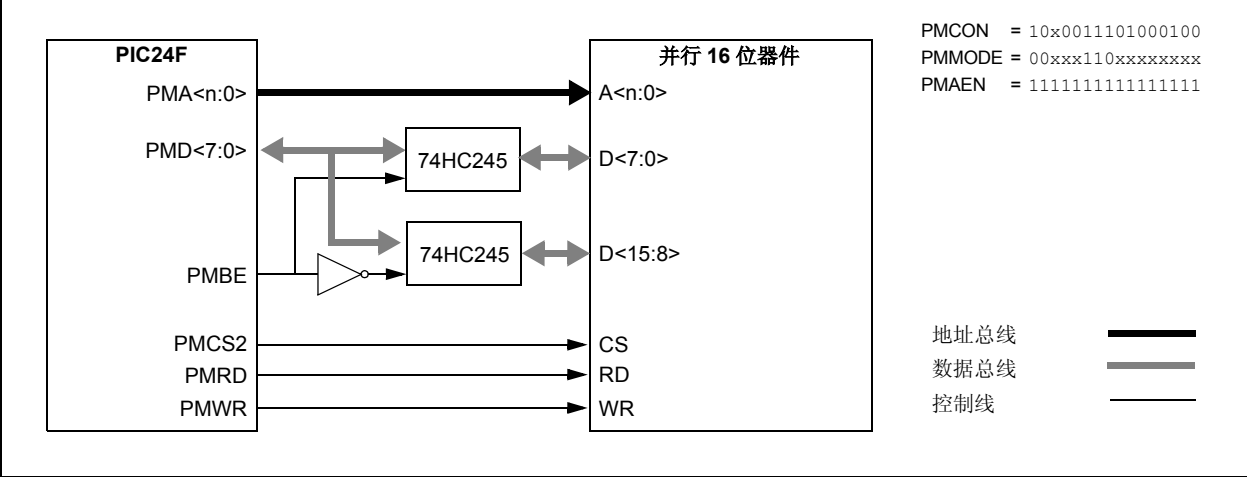 PMCON = 10x0011101000100
PMMODE = 00xxx110xxxxxxxx
PMAEN = 1111111111111111
PIC24F
并行 16 位器件
PMA<n:0>
A<n:0>
PMD<7:0>
74HC245
D<7:0>
74HC245
D<15:8>
PMBE
PMCS2
CS
PMRD
RD
PMWR
WR
地址总线
数据总线
控制线